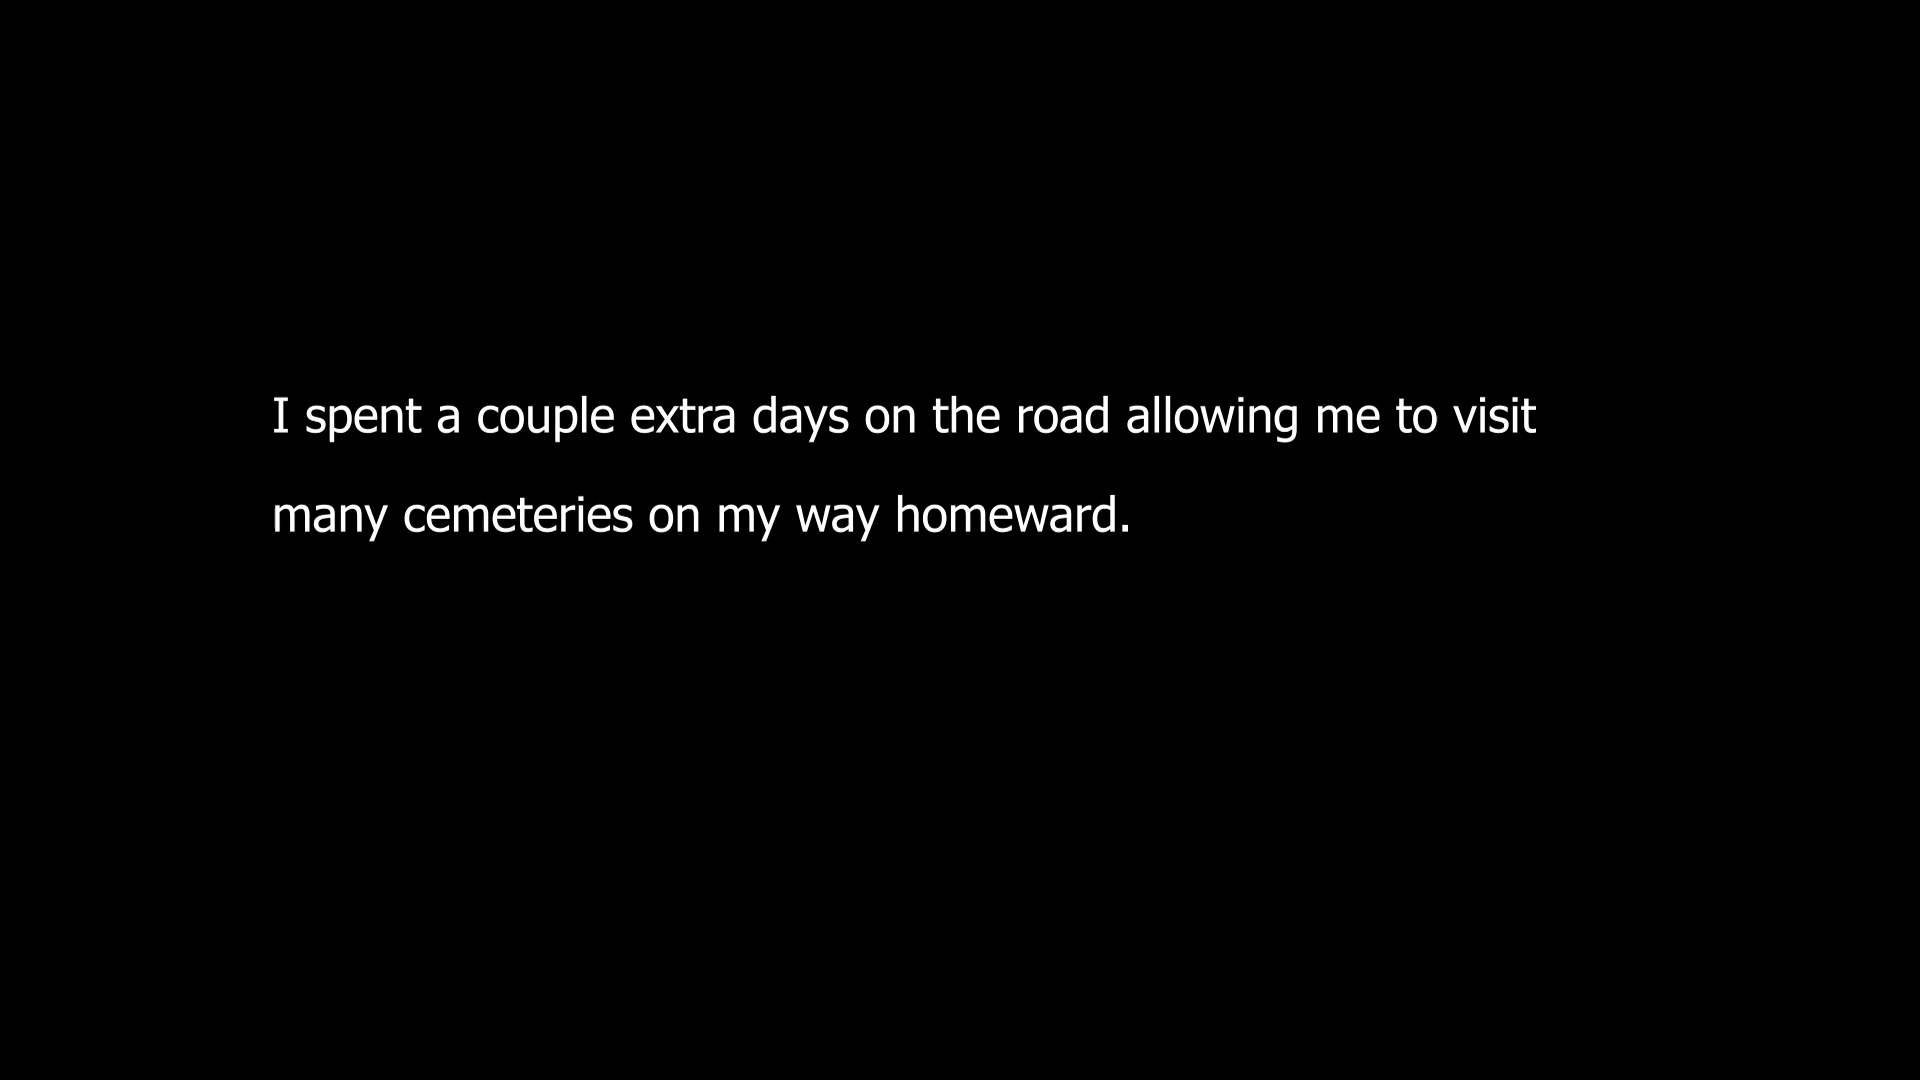 I spent a couple extra days on the road allowing me to visit
many cemeteries on my way homeward.